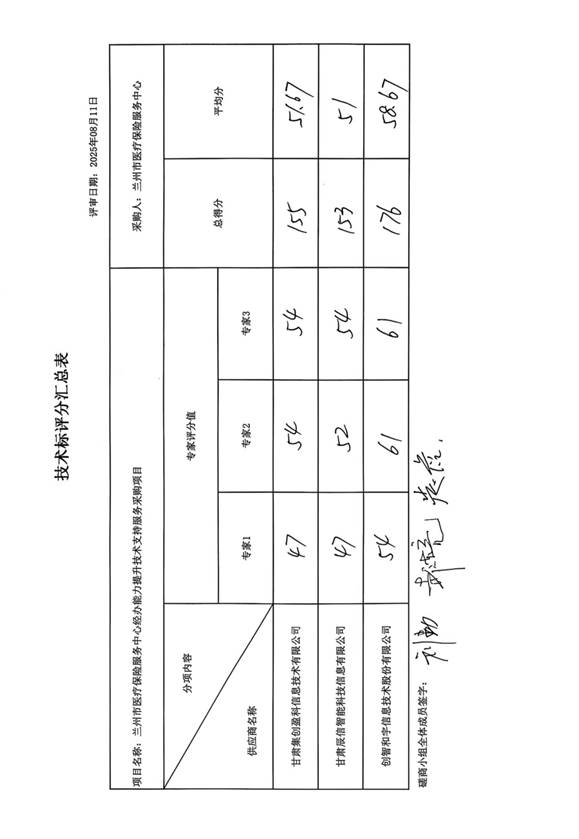 技术标评分汇总表
评审日期：2025年08月11日
项目名称：兰州市医疗保险服务中心经办能力提升技术支持服务采购项目 采购人：兰州市医疗保险服务中心
分项内容 专家评分值 总得分 平均分
供应商名称 专家1 专家2 专家3
甘肃集创盈科信息技术有限公司 47 54 54 155 51.67
甘肃辰信智能科技信息有限公司 47 52 54 153 51
创智和宇信息技术股份有限公司 54 61 61 176 58.67
磋商小组全体成员签字：